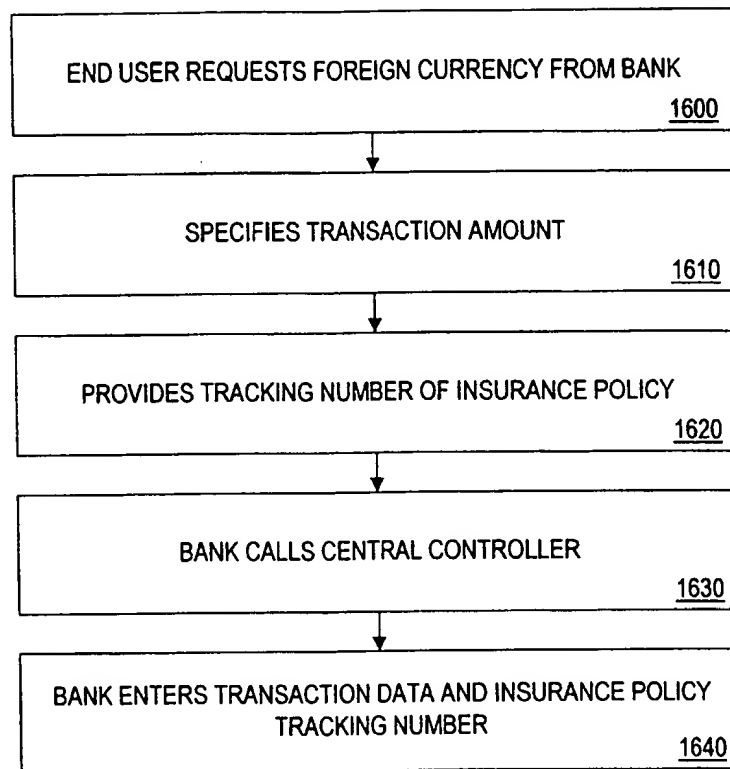 END USER REQUESTS FOREIGN CURRENCY FROM BANK
1600
SPECIFIES TRANSACTION AMOUNT
1610
PROVIDES TRACKING NUMBER OF INSURANCE POLICY
1620
BANK CALLS CENTRAL CONTROLLER
1630
BANK ENTERS TRANSACTION DATA AND INSURANCE POLICY
TRACKING NUMBER
1640